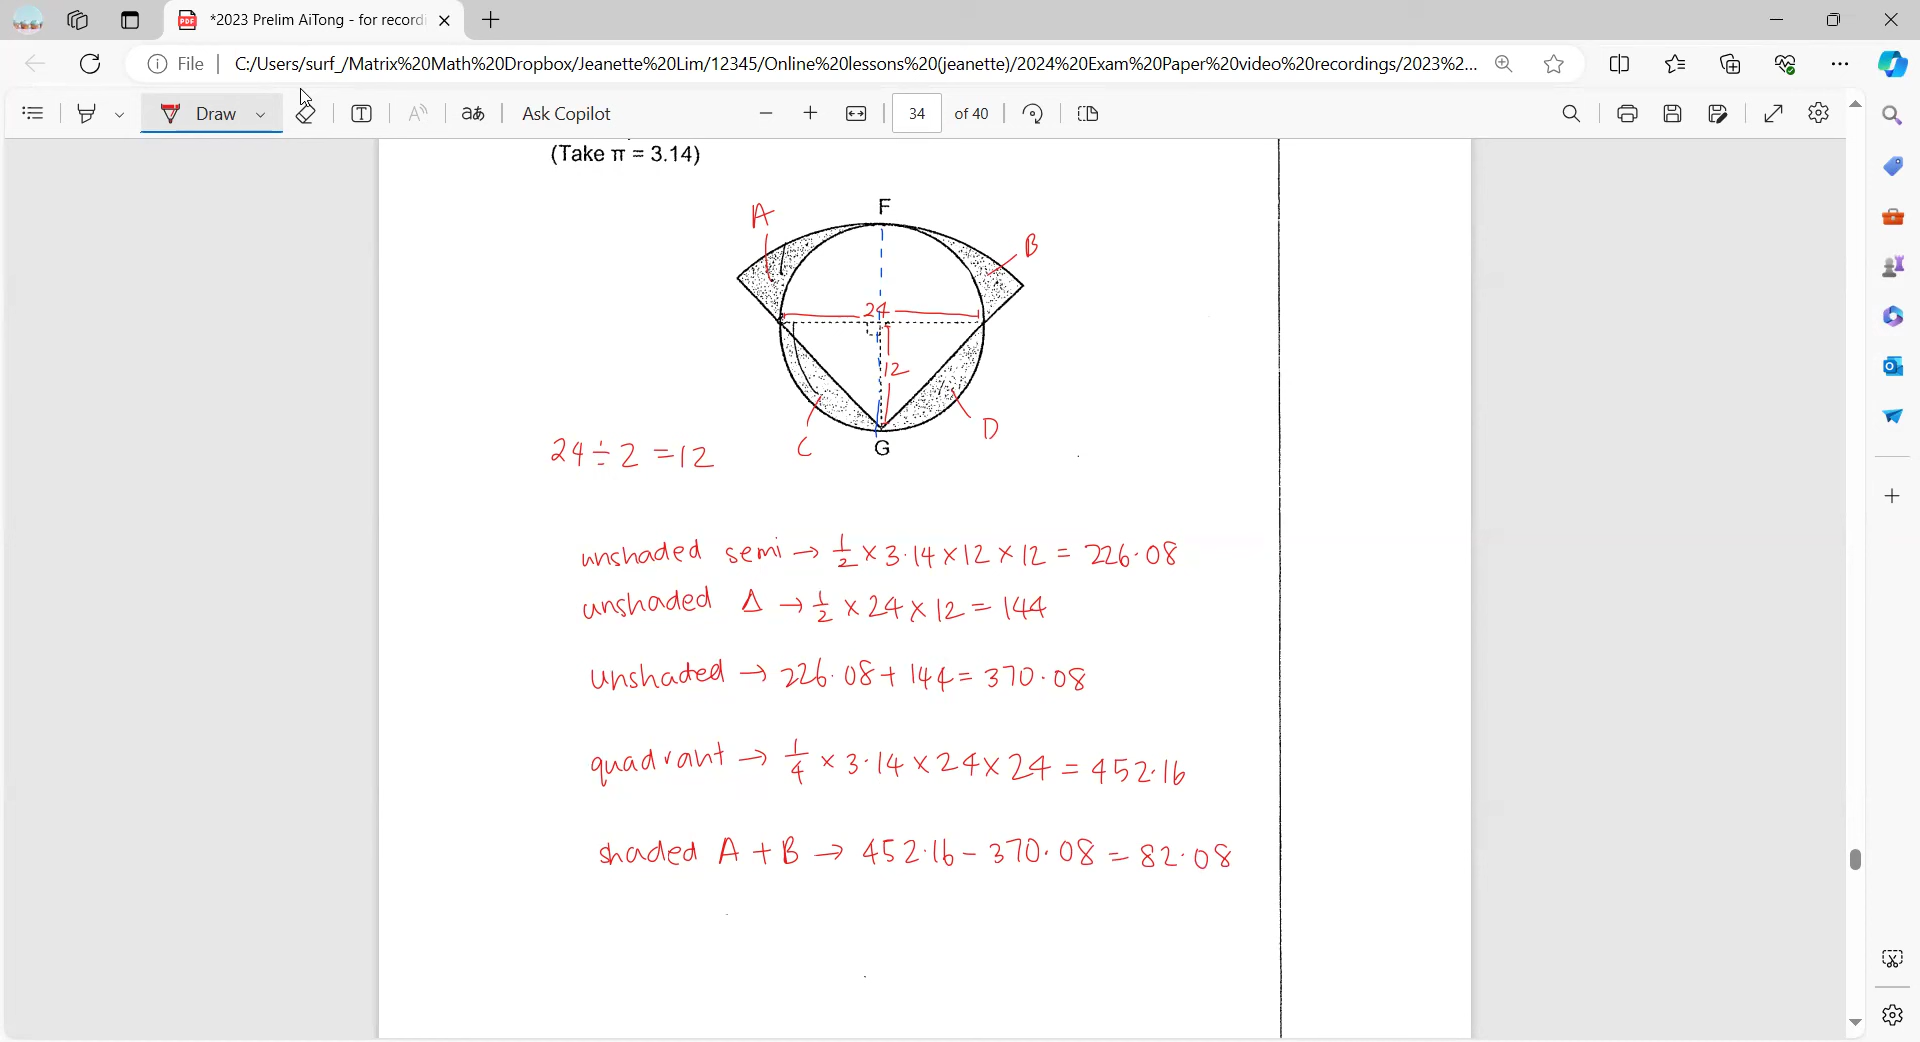 *2023 Prelim AiTong - for recordi
File
C:/Users/surf_/Matrix%20Math%20Dropbox/Jeanette%20Lim/12345/Online%20lessons%20(jeanette)/2024%20Exam%20Paper%20video%20recordings/2023%2...
Draw
T
A
aあ
Ask Copilot
34 of 40
(Take π = 3.14)
F
A
B
24
12
C
D
G
24 ÷ 2 = 12
unshaded semi → 1/2 × 3.14 × 12 × 12 = 226.08
unshaded Δ → 1/2 × 24 × 12 = 144
unshaded → 226.08 + 144 = 370.08
quadrant → 1/4 × 3.14 × 24 × 24 = 452.16
shaded A + B → 452.16 - 370.08 = 82.08